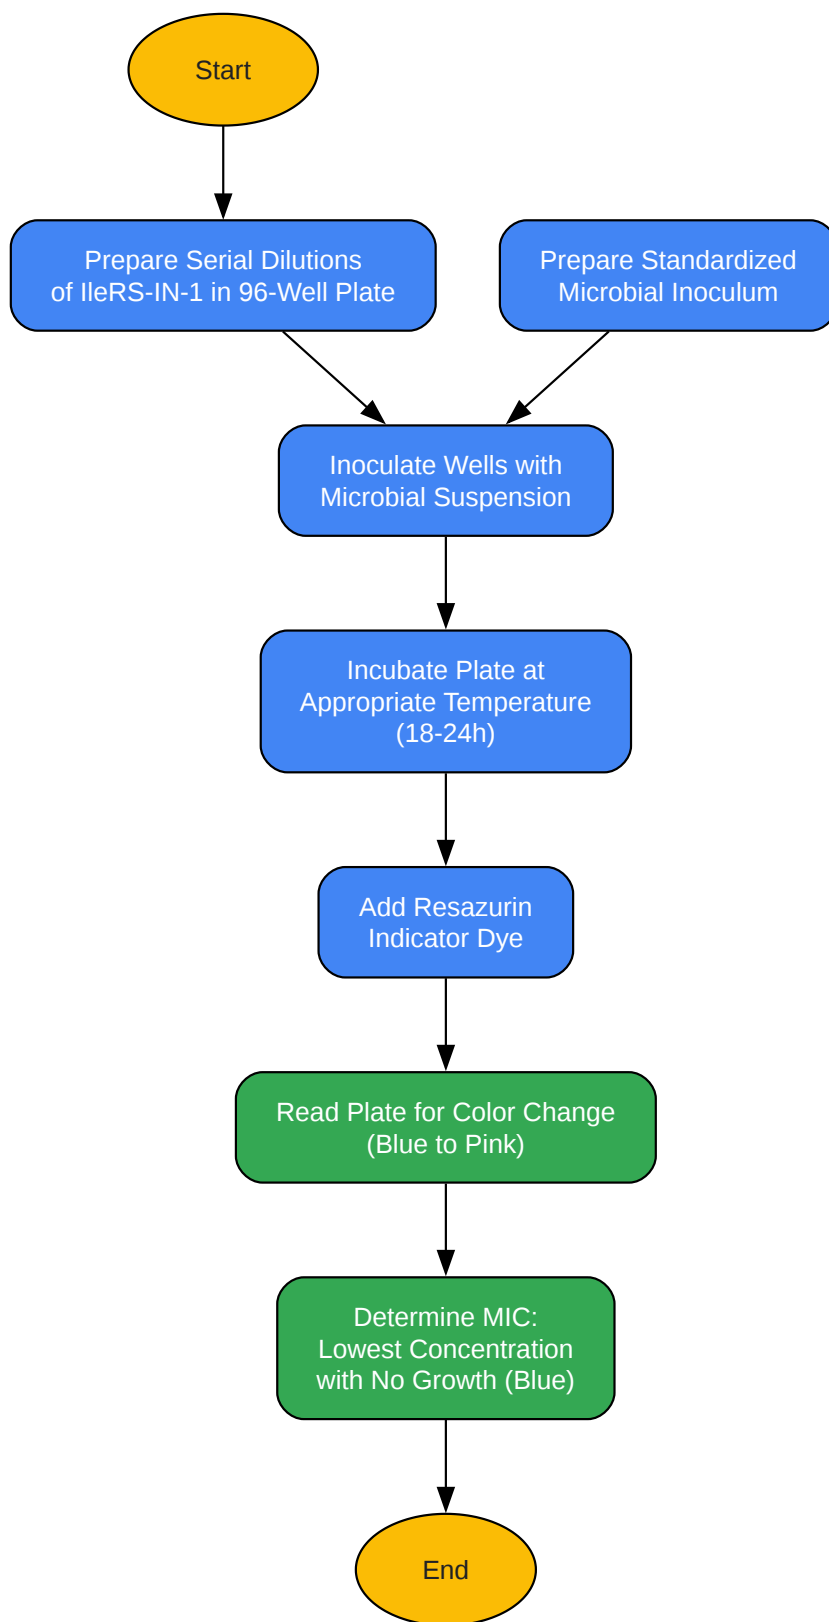 Start
Prepare Serial Dilutions
of IleRS-IN-1 in 96-Well Plate
Prepare Standardized
Microbial Inoculum
Inoculate Wells with
Microbial Suspension
Incubate Plate at
Appropriate Temperature
(18-24h)
Add Resazurin
Indicator Dye
Read Plate for Color Change
(Blue to Pink)
Determine MIC:
Lowest Concentration
with No Growth (Blue)
End